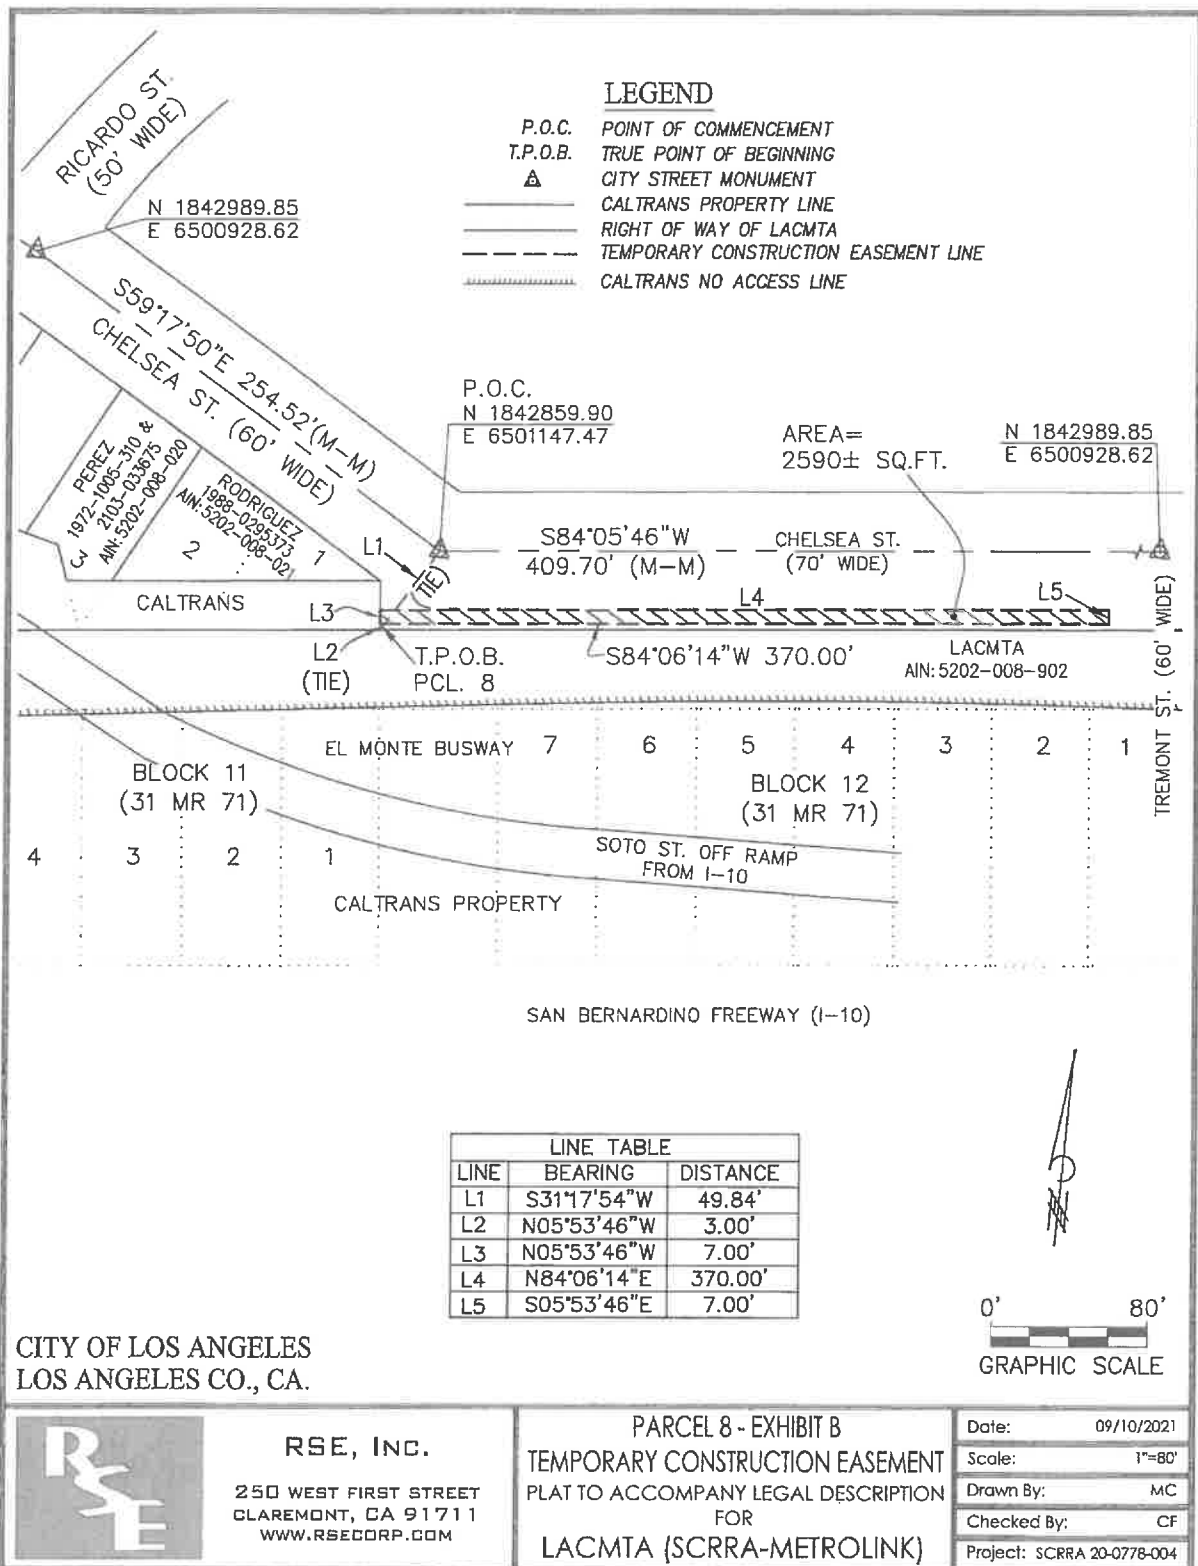 LEGEND
P.O.C. POINT OF COMMENCEMENT
T.P.O.B. TRUE POINT OF BEGINNING
CITY STREET MONUMENT
CALTRANS PROPERTY LINE
RIGHT OF WAY OF LACMTA
TEMPORARY CONSTRUCTION EASEMENT LINE
CALTRANS NO ACCESS LINE
RICARDO ST.
(50' WIDE)
N 1842989.85
E 6500928.62
S59°17'50"E 254.52'(M-M)
CHELSEA ST. (60' WIDE)
P.O.C.
N 1842859.90
E 6501147.47
AREA=
2590± SQ.FT.
N 1842989.85
E 6500928.62
PEREZ
1972-1005-310 &
2103-033675
AIN: 5202-008-020
3
RODRIGUEZ
1988-0295373
AIN: 5202-008-021
2
1
L1
(TIE)
S84°05'46"W
409.70' (M-M)
CHELSEA ST.
(70' WIDE)
CALTRANS
L3
L4
L5
L2
(TIE)
T.P.O.B.
PCL. 8
S84°06'14"W 370.00'
LACMTA
AIN: 5202-008-902
TREMONT ST. (60' WIDE)
EL MONTE BUSWAY
7 6 5 4 3 2 1
BLOCK 11
(31 MR 71)
BLOCK 12
(31 MR 71)
4 3 2 1
SOTO ST. OFF RAMP
FROM I-10
CALTRANS PROPERTY
SAN BERNARDINO FREEWAY (I-10)
N
LINE TABLE
LINE BEARING DISTANCE
L1 S31°17'54"W 49.84'
L2 N05°53'46"W 3.00'
L3 N05°53'46"W 7.00'
L4 N84°06'14"E 370.00'
L5 S05°53'46"E 7.00'
0' 80'
GRAPHIC SCALE
CITY OF LOS ANGELES
LOS ANGELES CO., CA.
RSE
RSE, INC.
250 WEST FIRST STREET
CLAREMONT, CA 91711
WWW.RSECORP.COM
PARCEL 8 - EXHIBIT B
TEMPORARY CONSTRUCTION EASEMENT
PLAT TO ACCOMPANY LEGAL DESCRIPTION
FOR
LACMTA (SCRRA-METROLINK)
Date: 09/10/2021
Scale: 1"=80'
Drawn By: MC
Checked By: CF
Project: SCRRA 20-0778-004